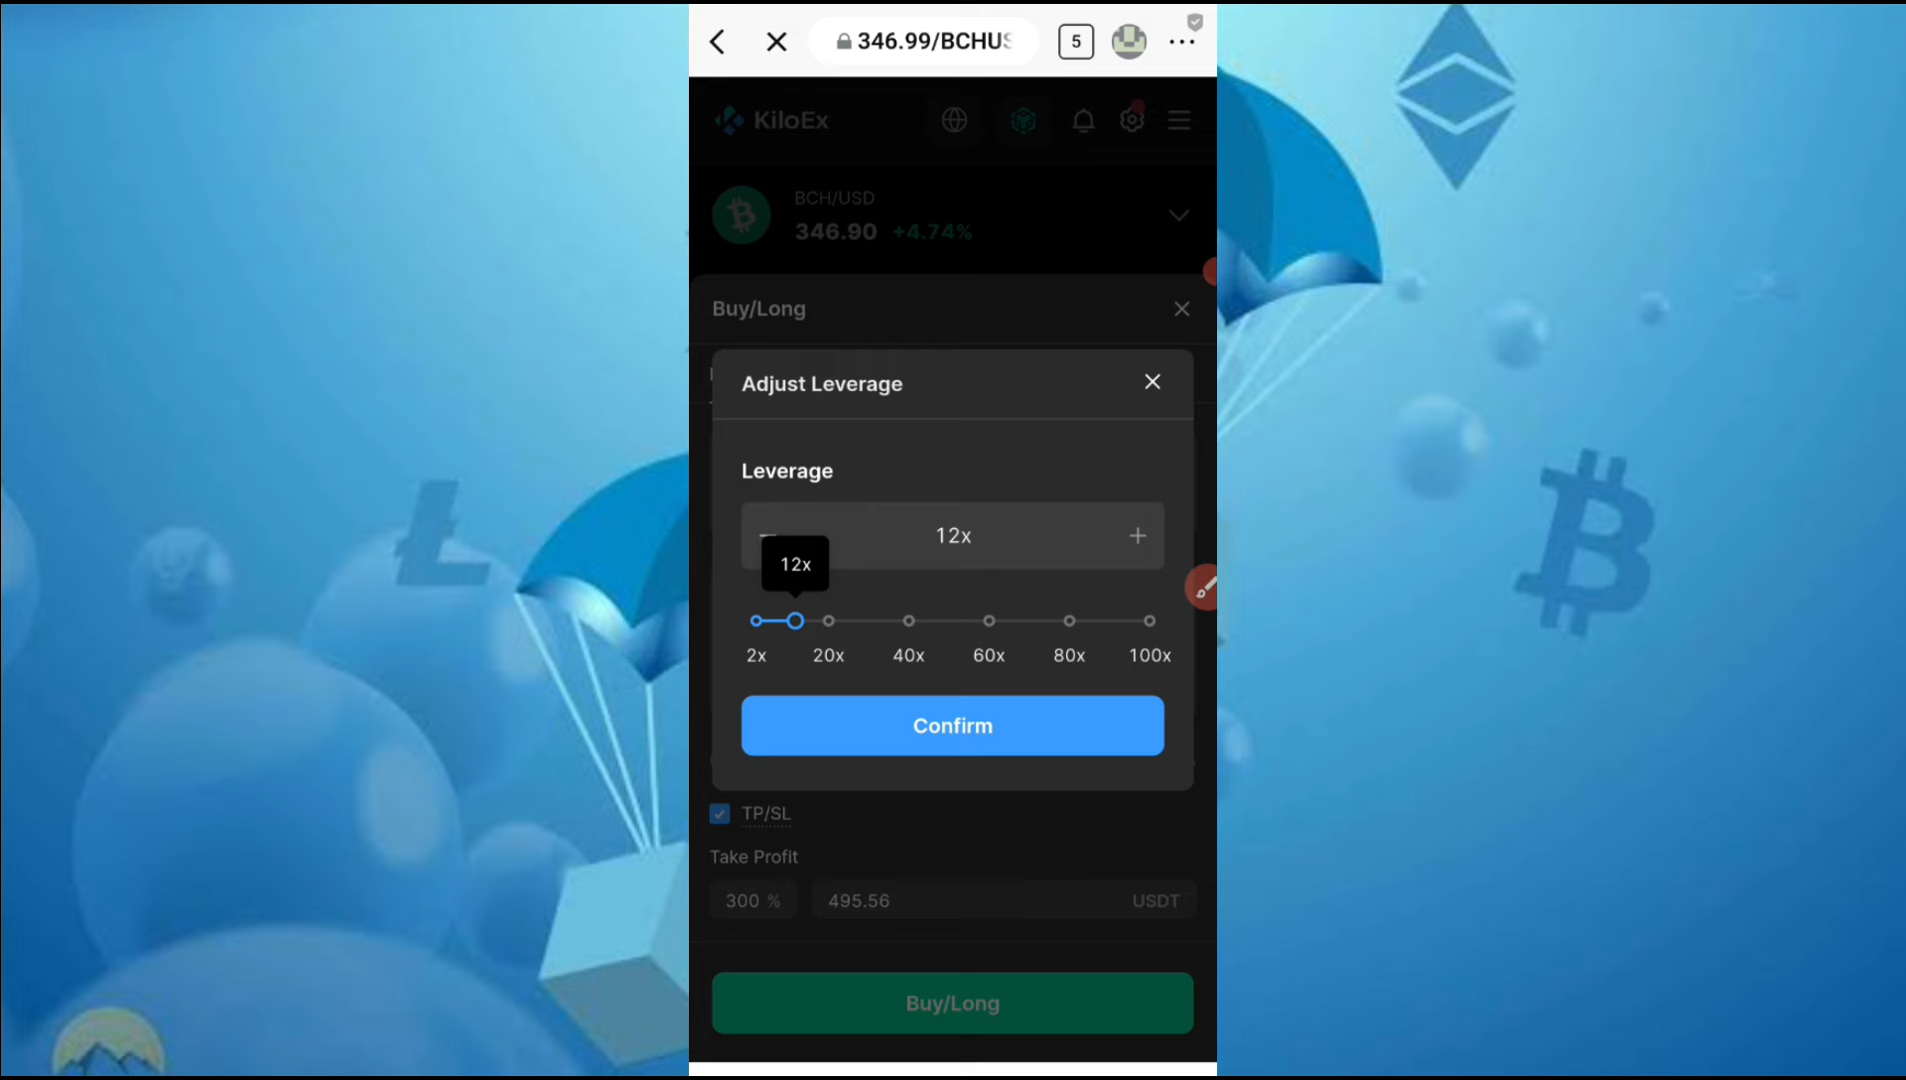 346.99/BCHUS
5
KiloEx
BCH/USD
346.90 +4.74%
Buy/Long
Adjust Leverage
Leverage
12x
12x
2x 20x 40x 60x 80x 100x
Confirm
TP/SL
Take Profit
300 % 495.56 USDT
Buy/Long